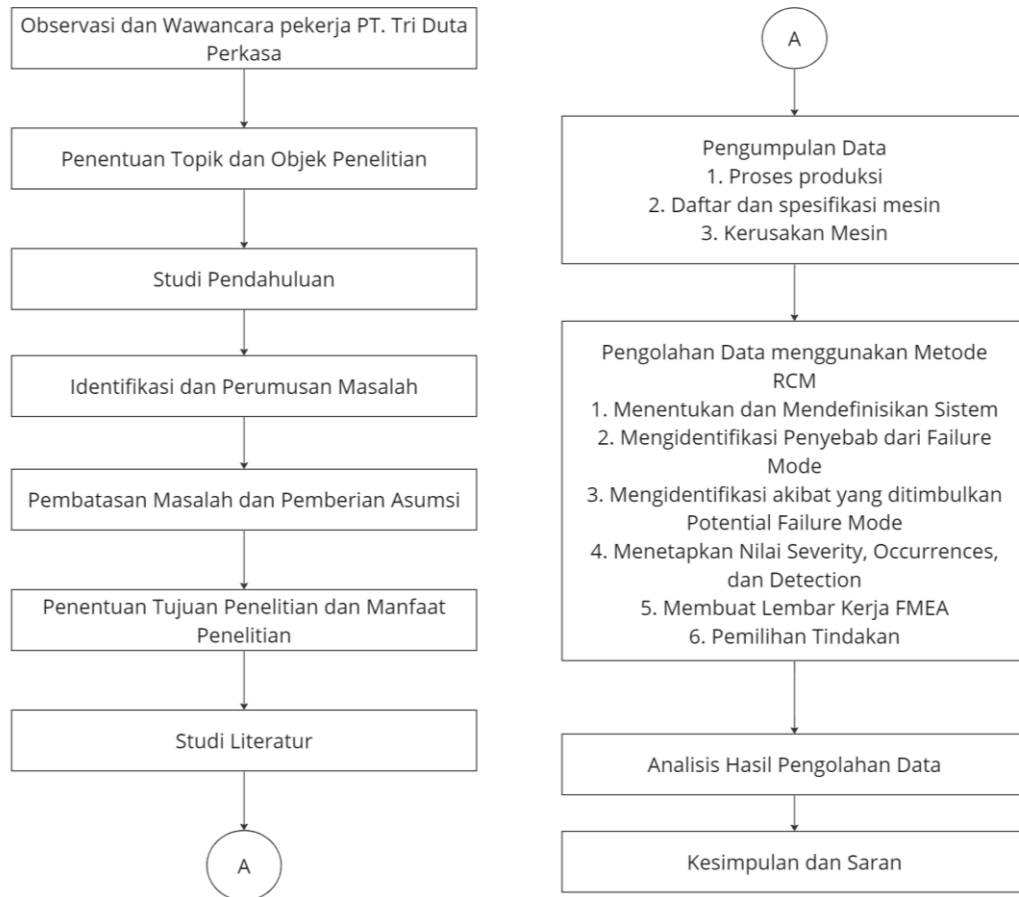 Observasi dan Wawancara pekerja PT. Tri Duta
Perkasa
Penentuan Topik dan Objek Penelitian
Studi Pendahuluan
Identifikasi dan Perumusan Masalah
Pembatasan Masalah dan Pemberian Asumsi
Penentuan Tujuan Penelitian dan Manfaat
Penelitian
Studi Literatur
A
A
Pengumpulan Data
1. Proses produksi
2. Daftar dan spesifikasi mesin
3. Kerusakan Mesin
Pengolahan Data menggunakan Metode
RCM
1. Menentukan dan Mendefinisikan Sistem
2. Mengidentifikasi Penyebab dari Failure
Mode
3. Mengidentifikasi akibat yang ditimbulkan
Potential Failure Mode
4. Menetapkan Nilai Severity, Occurrences,
dan Detection
5. Membuat Lembar Kerja FMEA
6. Pemilihan Tindakan
Analisis Hasil Pengolahan Data
Kesimpulan dan Saran